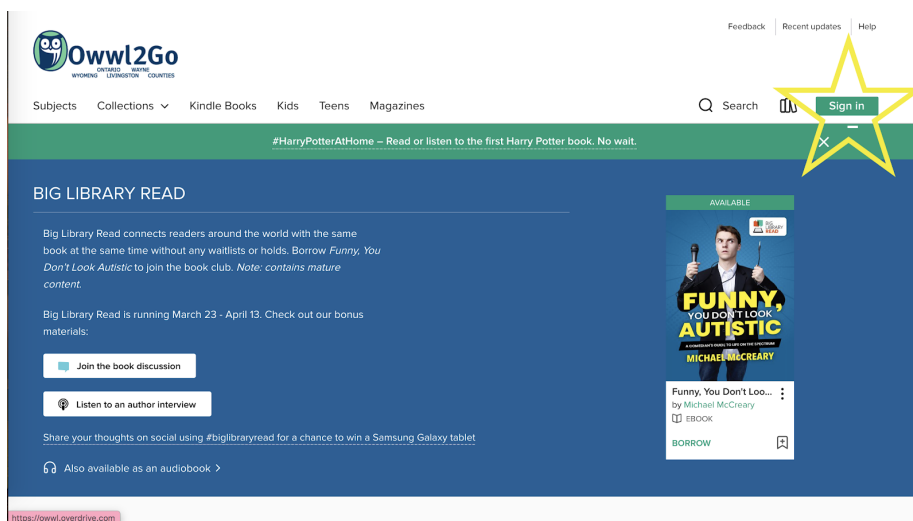 Feedback Recent updates Help
Owwl2Go
ONTARIO WAYNE
WYOMING LIVINGSTON COUNTIES
Subjects Collections Kindle Books Kids Teens Magazines Search Sign in
#HarryPotterAtHome – Read or listen to the first Harry Potter book. No wait.
BIG LIBRARY READ
Big Library Read connects readers around the world with the same
book at the same time without any waitlists or holds. Borrow Funny, You
Don't Look Autistic to join the book club. Note: contains mature
content.
Big Library Read is running March 23 - April 13. Check out our bonus
materials:
Join the book discussion
Listen to an author interview
Share your thoughts on social using #biglibraryread for a chance to win a Samsung Galaxy tablet
Also available as an audiobook
AVAILABLE
BIG
LIBRARY
READ
FUNNY,
YOU DON'T LOOK
AUTISTIC
A COMEDIAN'S GUIDE TO LIFE ON THE SPECTRUM
MICHAEL McCREARY
Funny, You Don't Loo...
by Michael McCreary
EBOOK
BORROW
https://owwl.overdrive.com